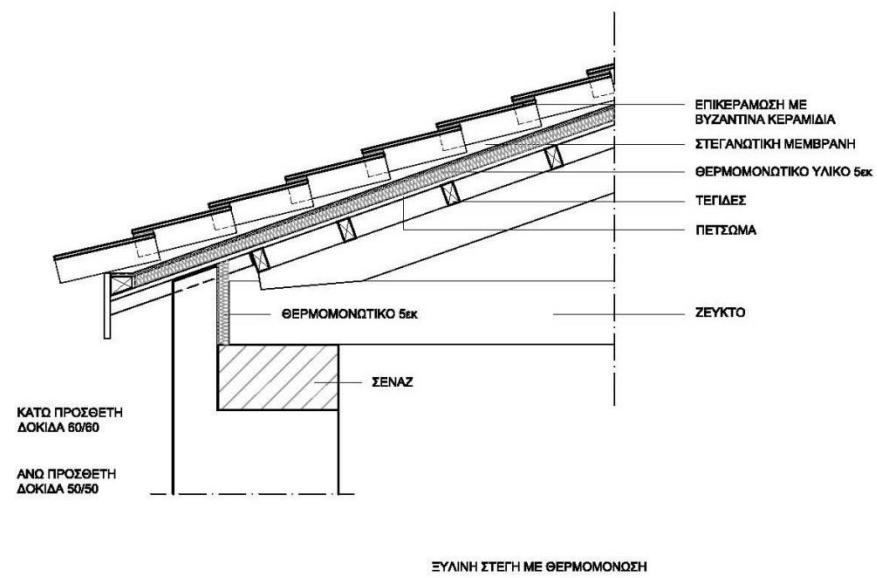 ΕΠΙΚΕΡΑΜΩΣΗ ΜΕ
ΒΥΖΑΝΤΙΝΑ ΚΕΡΑΜΙΔΙΑ
ΣΤΕΓΑΝΩΤΙΚΗ ΜΕΜΒΡΑΝΗ
ΘΕΡΜΟΜΟΝΩΤΙΚΟ ΥΛΙΚΟ 5εκ
ΤΕΓΙΔΕΣ
ΠΕΤΣΩΜΑ
ΘΕΡΜΟΜΟΝΩΤΙΚΟ 5εκ
ΖΕΥΚΤΟ
ΣΕΝΑΖ
ΚΑΤΩ ΠΡΟΣΘΕΤΗ
ΔΟΚΙΔΑ 60/60
ΑΝΩ ΠΡΟΣΘΕΤΗ
ΔΟΚΙΔΑ 50/50
ΞΥΛΙΝΗ ΣΤΕΓΗ ΜΕ ΘΕΡΜΟΜΟΝΩΣΗ